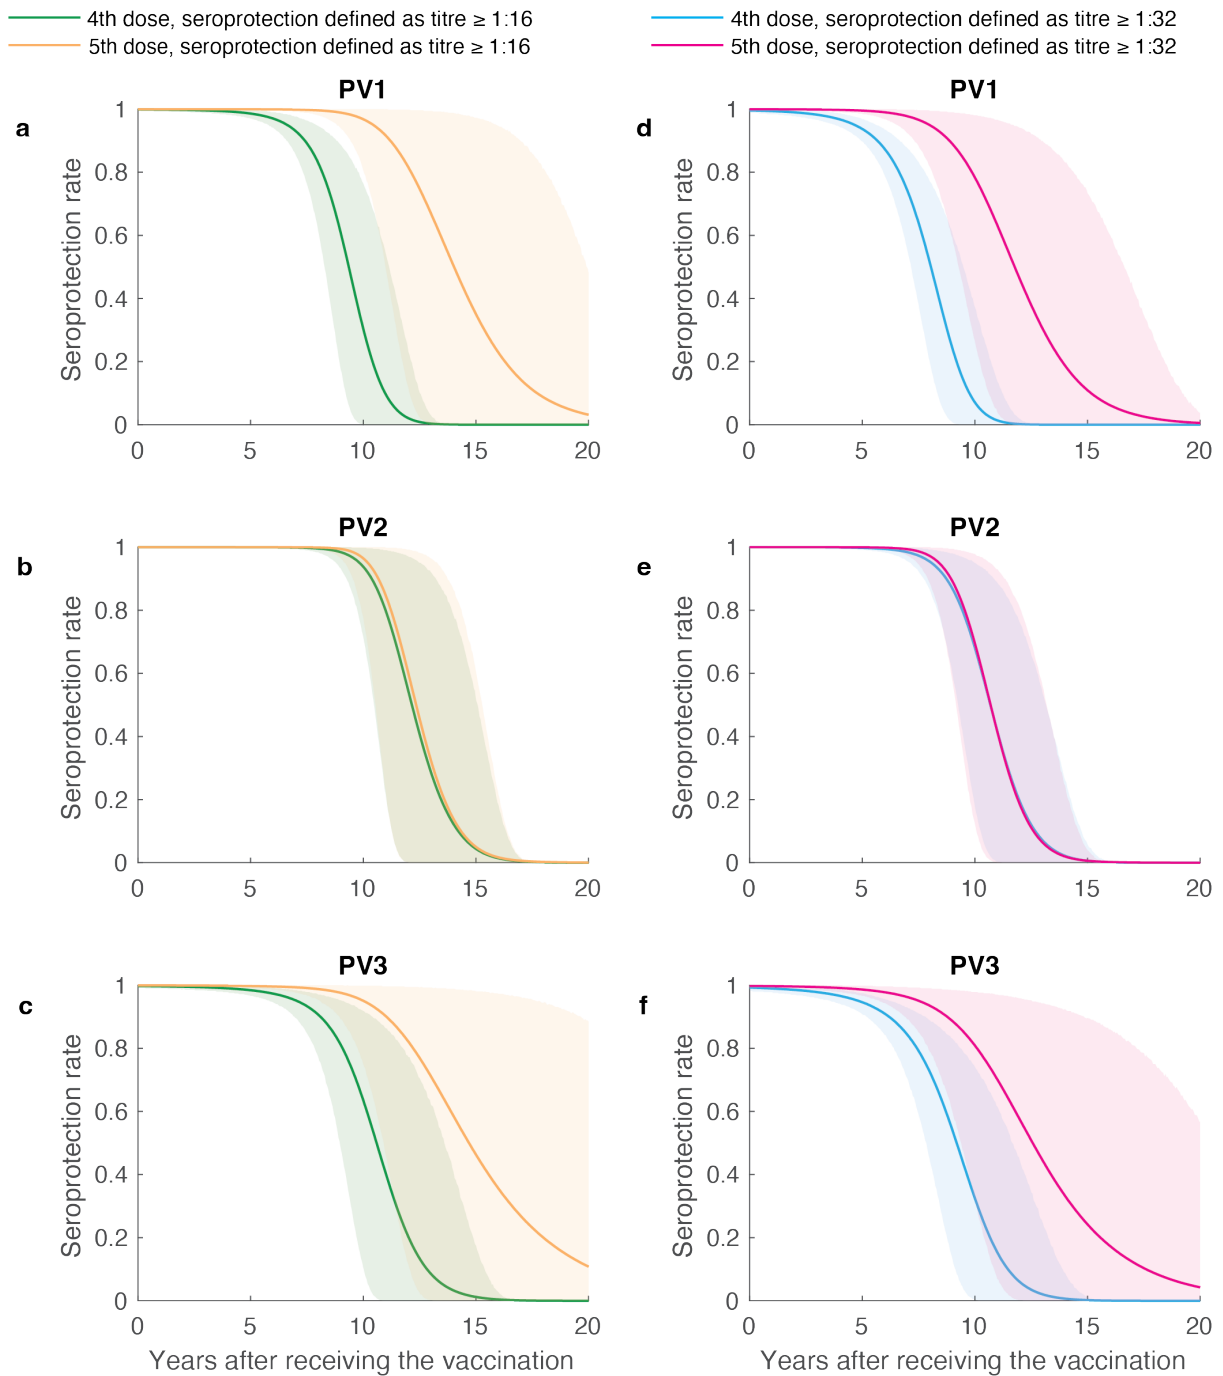 4th dose, seroprotection defined as titre ≥ 1:16
5th dose, seroprotection defined as titre ≥ 1:16
4th dose, seroprotection defined as titre ≥ 1:32
5th dose, seroprotection defined as titre ≥ 1:32
a
PV1
Seroprotection rate
1
0.8
0.6
0.4
0.2
0
0 5 10 15 20
d
PV1
Seroprotection rate
1
0.8
0.6
0.4
0.2
0
0 5 10 15 20
b
PV2
Seroprotection rate
1
0.8
0.6
0.4
0.2
0
0 5 10 15 20
e
PV2
Seroprotection rate
1
0.8
0.6
0.4
0.2
0
0 5 10 15 20
c
PV3
Seroprotection rate
1
0.8
0.6
0.4
0.2
0
0 5 10 15 20
Years after receiving the vaccination
f
PV3
Seroprotection rate
1
0.8
0.6
0.4
0.2
0
0 5 10 15 20
Years after receiving the vaccination